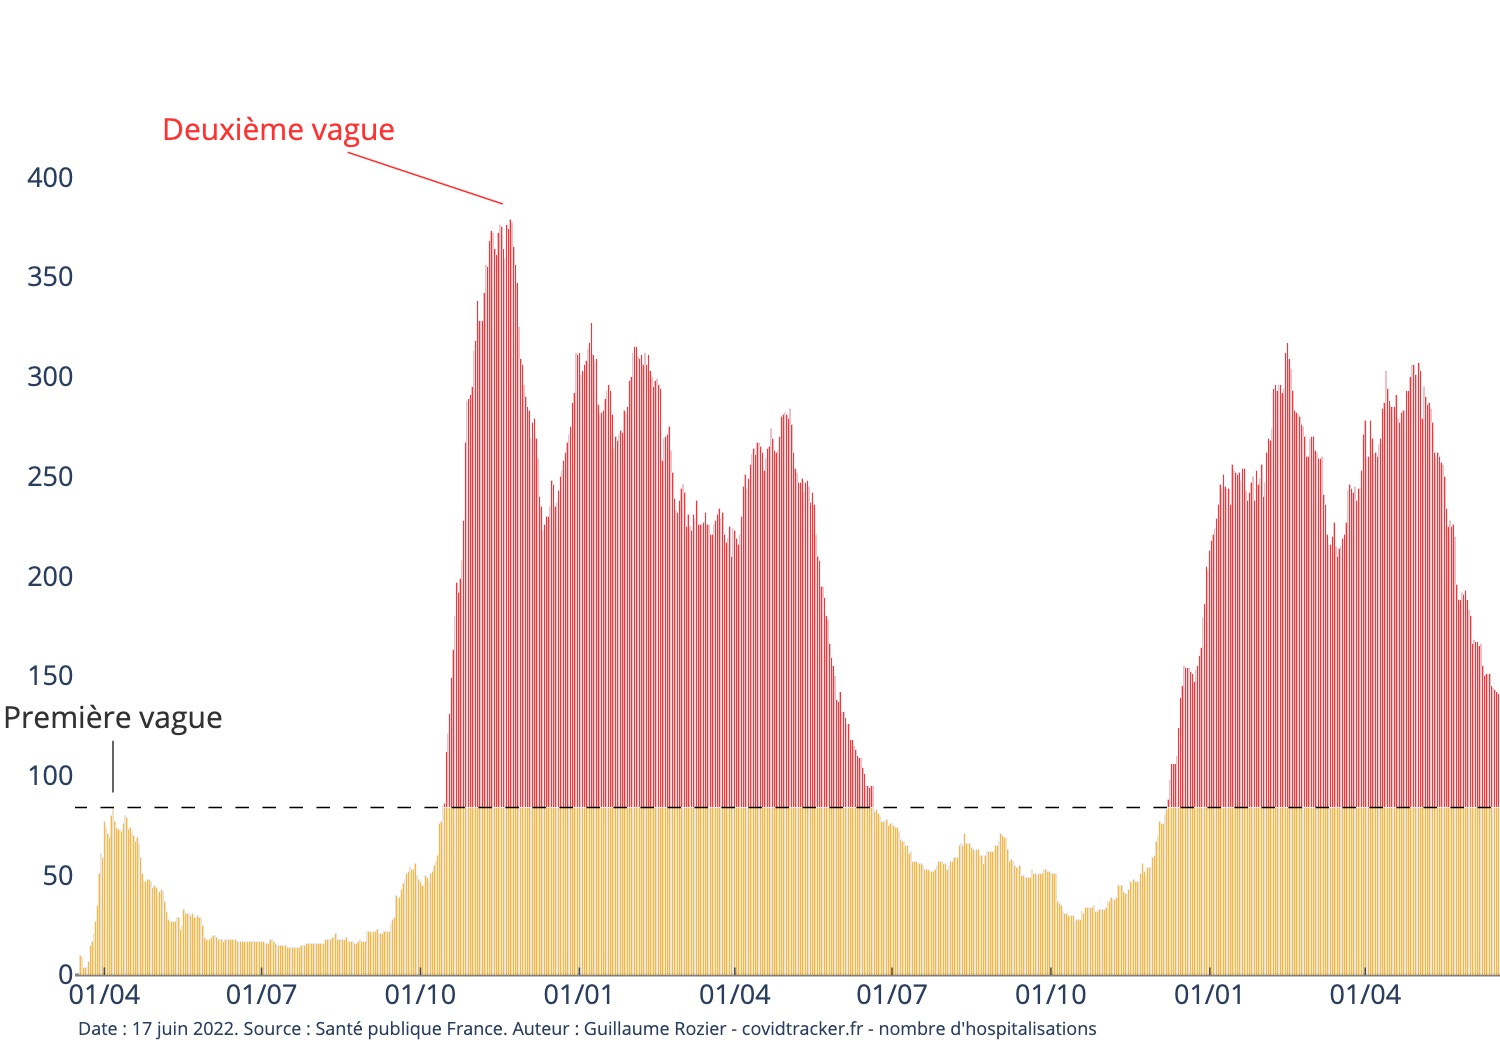 Deuxième vague
400
350
300
250
200
150
Première vague
100
50
0
01/04 01/07 01/10 01/01 01/04 01/07 01/10 01/01 01/04
Date : 17 juin 2022. Source : Santé publique France. Auteur : Guillaume Rozier - covidtracker.fr - nombre d'hospitalisations